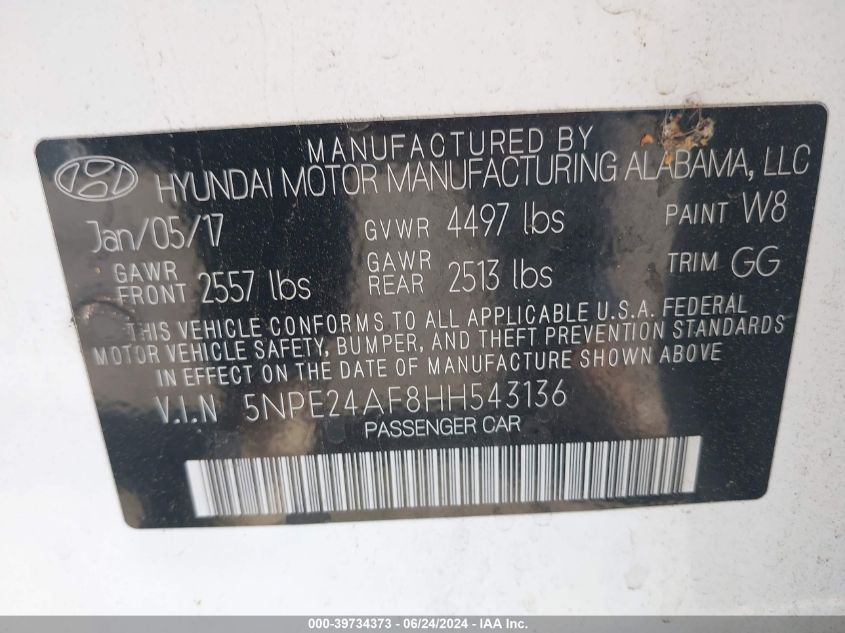 MANUFACTURED BY
HYUNDAI MOTOR MANUFACTURING ALABAMA, LLC
Jan/05/17 GVWR 4497 lbs PAINT W8
GAWR FRONT 2557 lbs GAWR REAR 2513 lbs TRIM GG
THIS VEHICLE CONFORMS TO ALL APPLICABLE U.S.A. FEDERAL
MOTOR VEHICLE SAFETY, BUMPER, AND THEFT PREVENTION STANDARDS
IN EFFECT ON THE DATE OF MANUFACTURE SHOWN ABOVE
V.I.N 5NPE24AF8HH543136
PASSENGER CAR
000-39734373 - 06/24/2024 - IAA Inc.